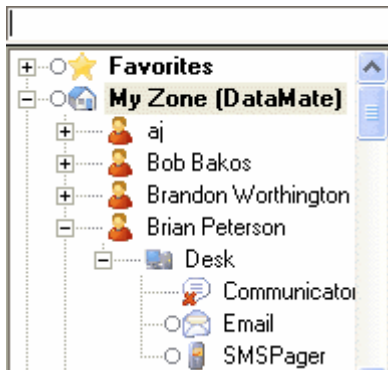 Favorites
My Zone (DataMate)
aj
Bob Bakos
Brandon Worthington
Brian Peterson
Desk
Communicator
Email
SMSPager